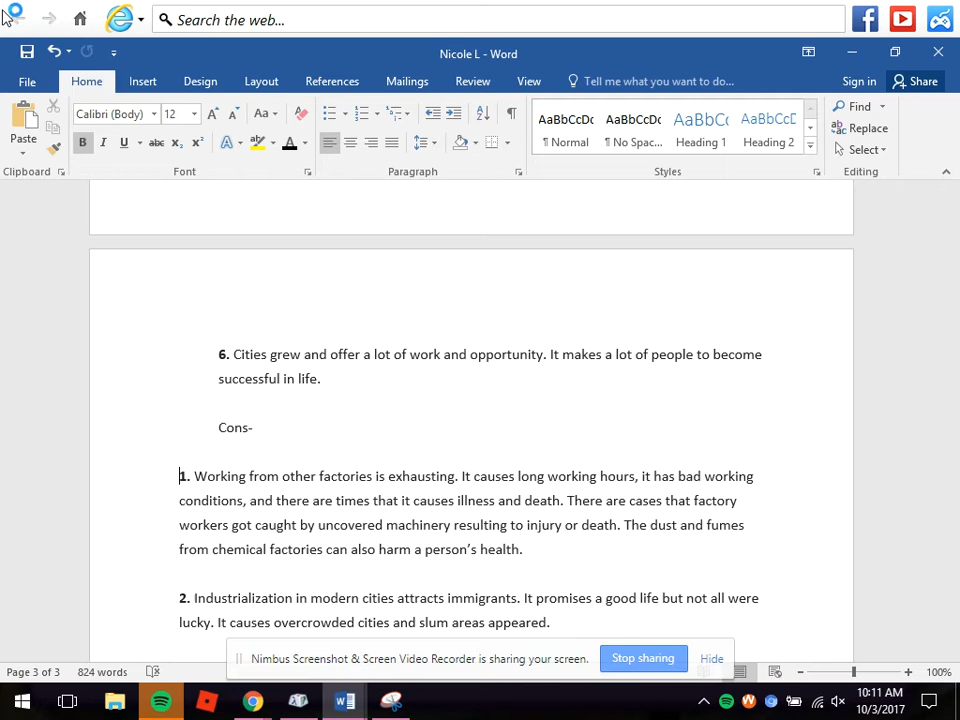 Search the web...
Nicole L - Word
File Home Insert Design Layout References Mailings Review View Tell me what you want to do... Sign in Share
Calibri (Body) 12 Aa AaBbCcDc AaBbCcDc AaBbCc AaBbCcD Find
Paste B I U abc x₂ x² A A ¶ Normal ¶ No Spac... Heading 1 Heading 2 Replace
Select
Clipboard Font Paragraph Styles Editing
6. Cities grew and offer a lot of work and opportunity. It makes a lot of people to become
successful in life.
Cons-
1. Working from other factories is exhausting. It causes long working hours, it has bad working
conditions, and there are times that it causes illness and death. There are cases that factory
workers got caught by uncovered machinery resulting to injury or death. The dust and fumes
from chemical factories can also harm a person's health.
2. Industrialization in modern cities attracts immigrants. It promises a good life but not all were
lucky. It causes overcrowded cities and slum areas appeared.
Nimbus Screenshot & Screen Video Recorder is sharing your screen. Stop sharing Hide
Page 3 of 3 824 words 100%
10:11 AM
10/3/2017